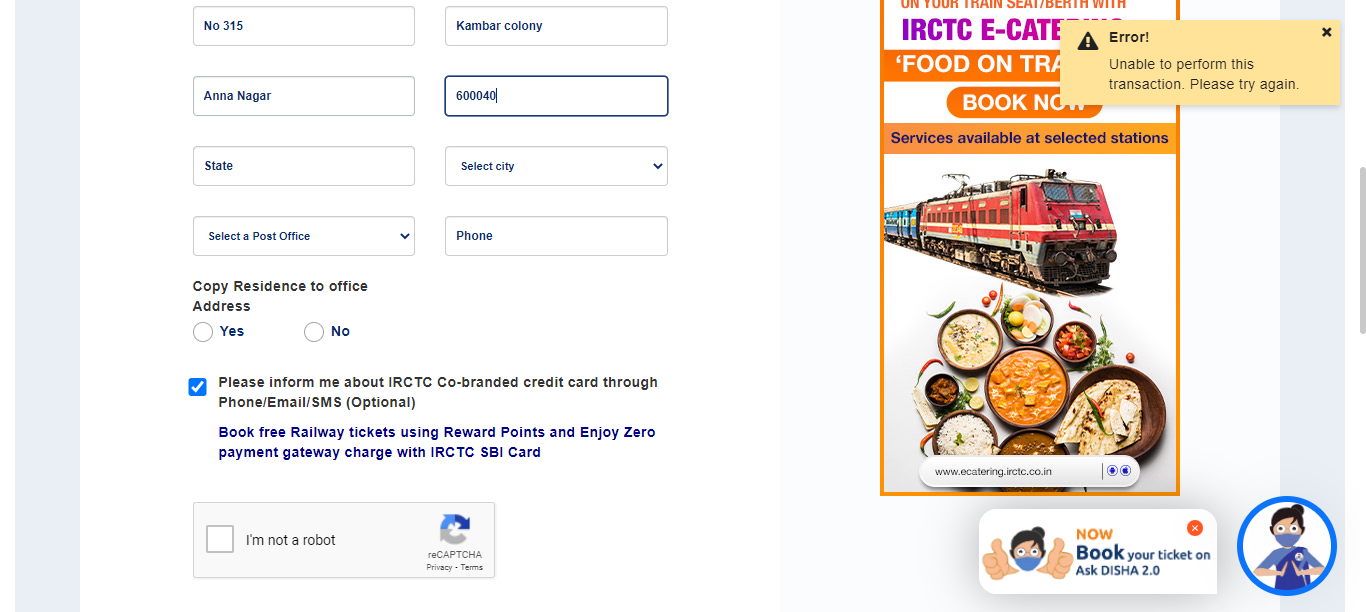 No 315
Kambar colony
Anna Nagar
600040
State
Select city
Select a Post Office
Phone
Copy Residence to office
Address
Yes
No
Please inform me about IRCTC Co-branded credit card through
Phone/Email/SMS (Optional)
Book free Railway tickets using Reward Points and Enjoy Zero
payment gateway charge with IRCTC SBI Card
I'm not a robot
reCAPTCHA
Privacy - Terms
ON YOUR TRAIN SEAT/BERTH WITH
IRCTC E-CATERING
'FOOD ON TRA
BOOK NOW
Services available at selected stations
www.ecatering.irctc.co.in
Error!
Unable to perform this
transaction. Please try again.
NOW
Book your ticket on
Ask DISHA 2.0